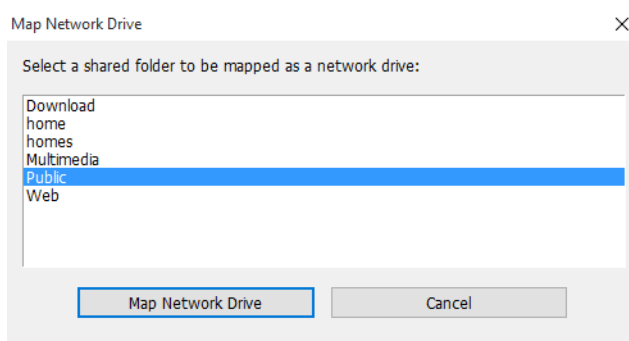 Map Network Drive
Select a shared folder to be mapped as a network drive:
Download
home
homes
Multimedia
Public
Web
Map Network Drive
Cancel